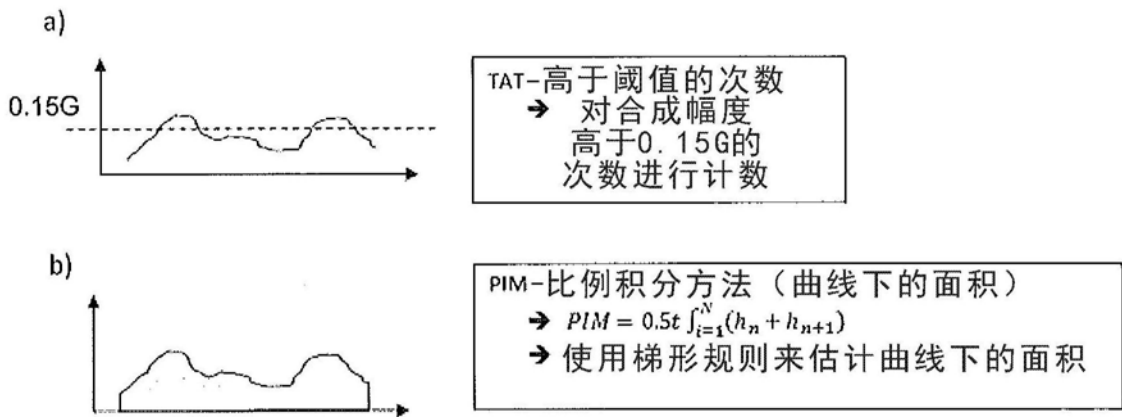 a)
0.15G
TAT-高于阈值的次数
➔ 对合成幅度
高于0.15G的
次数进行计数
b)
PIM-比例积分方法（曲线下的面积）
➔ PIM = 0.5t ∫_{i=1}^{N}(h_n + h_{n+1})
➔ 使用梯形规则来估计曲线下的面积